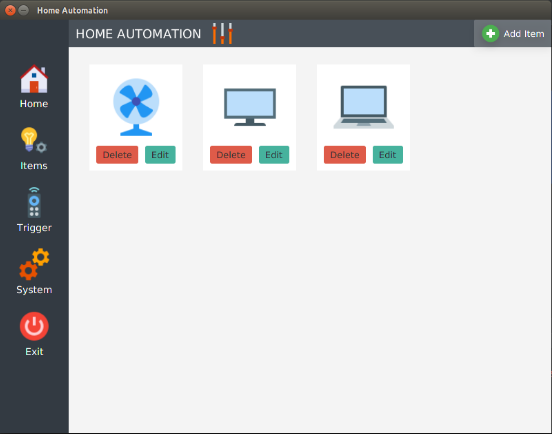 Home Automation
HOME AUTOMATION
Add Item
Home
Items
Trigger
System
Exit
Delete Edit
Delete Edit
Delete Edit